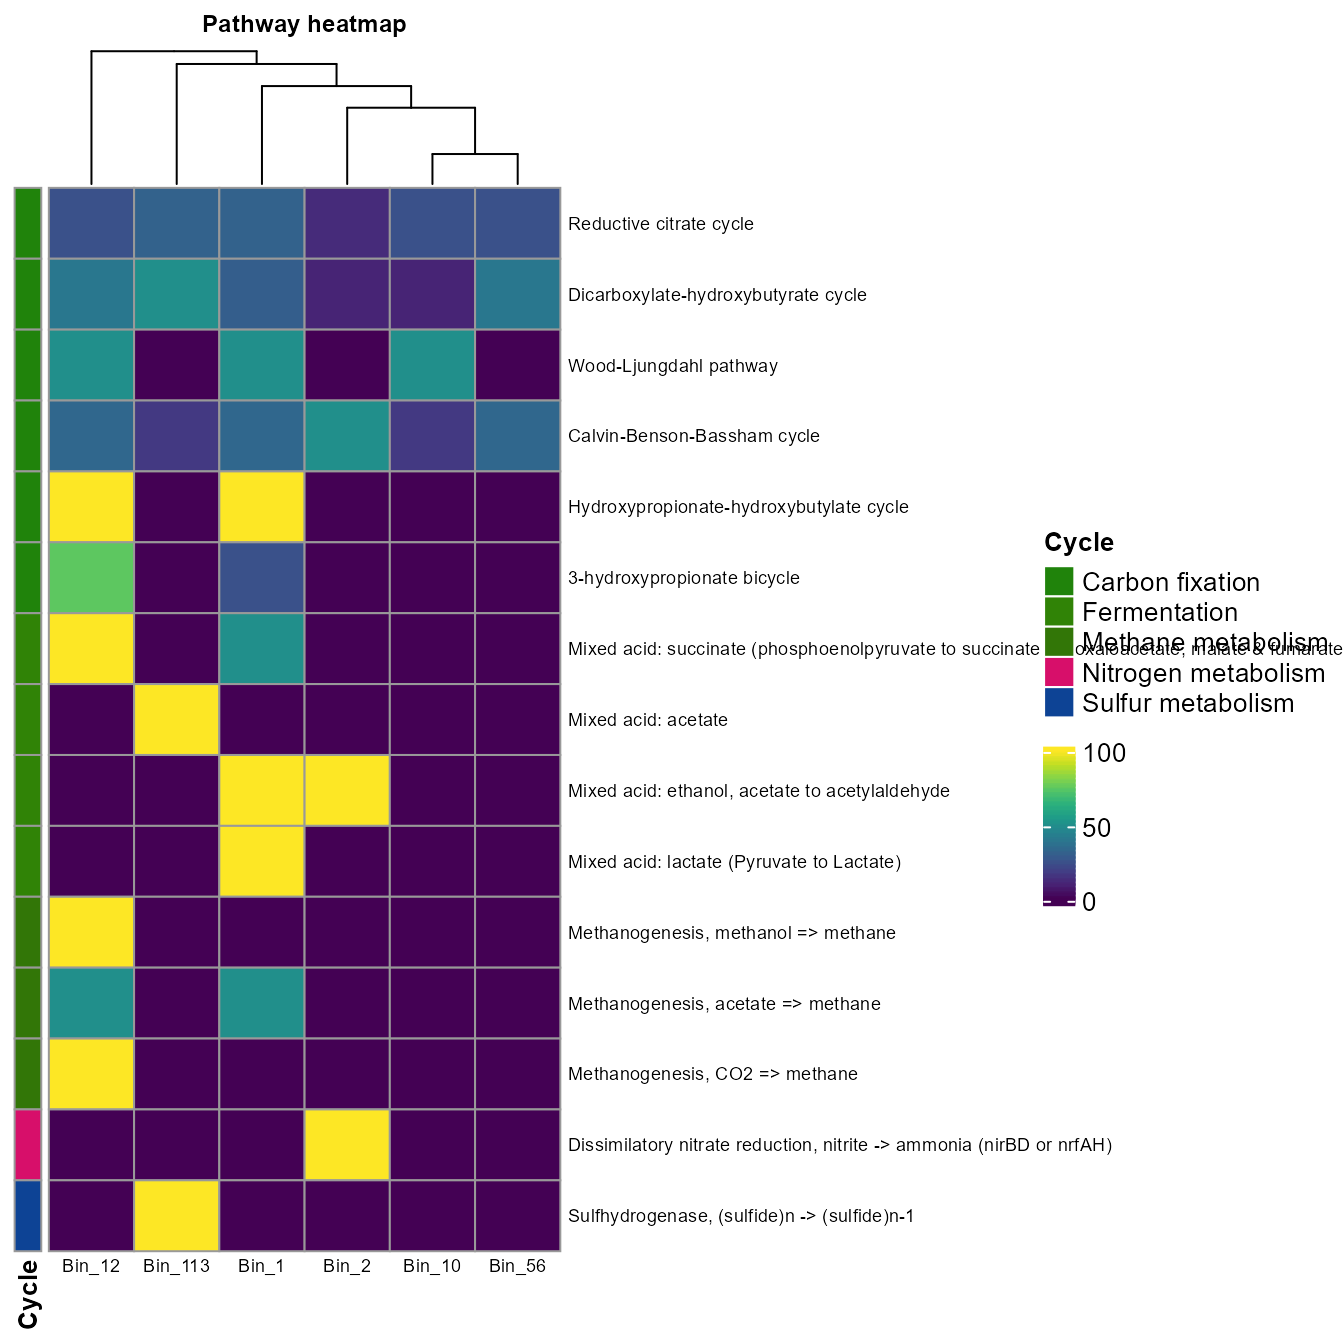 Pathway heatmap
Reductive citrate cycle
Dicarboxylate-hydroxybutyrate cycle
Wood-Ljungdahl pathway
Calvin-Benson-Bassham cycle
Hydroxypropionate-hydroxybutylate cycle
3-hydroxypropionate bicycle
Mixed acid: succinate (phosphoenolpyruvate to succinate oxaloacetate, malate & fumarate
Mixed acid: acetate
Mixed acid: ethanol, acetate to acetylaldehyde
Mixed acid: lactate (Pyruvate to Lactate)
Methanogenesis, methanol => methane
Methanogenesis, acetate => methane
Methanogenesis, CO2 => methane
Dissimilatory nitrate reduction, nitrite -> ammonia (nirBD or nrfAH)
Sulfhydrogenase, (sulfide)n -> (sulfide)n-1
Bin_12 Bin_113 Bin_1 Bin_2 Bin_10 Bin_56
Cycle
Cycle
Carbon fixation
Fermentation
Methane metabolism
Nitrogen metabolism
Sulfur metabolism
100
50
0